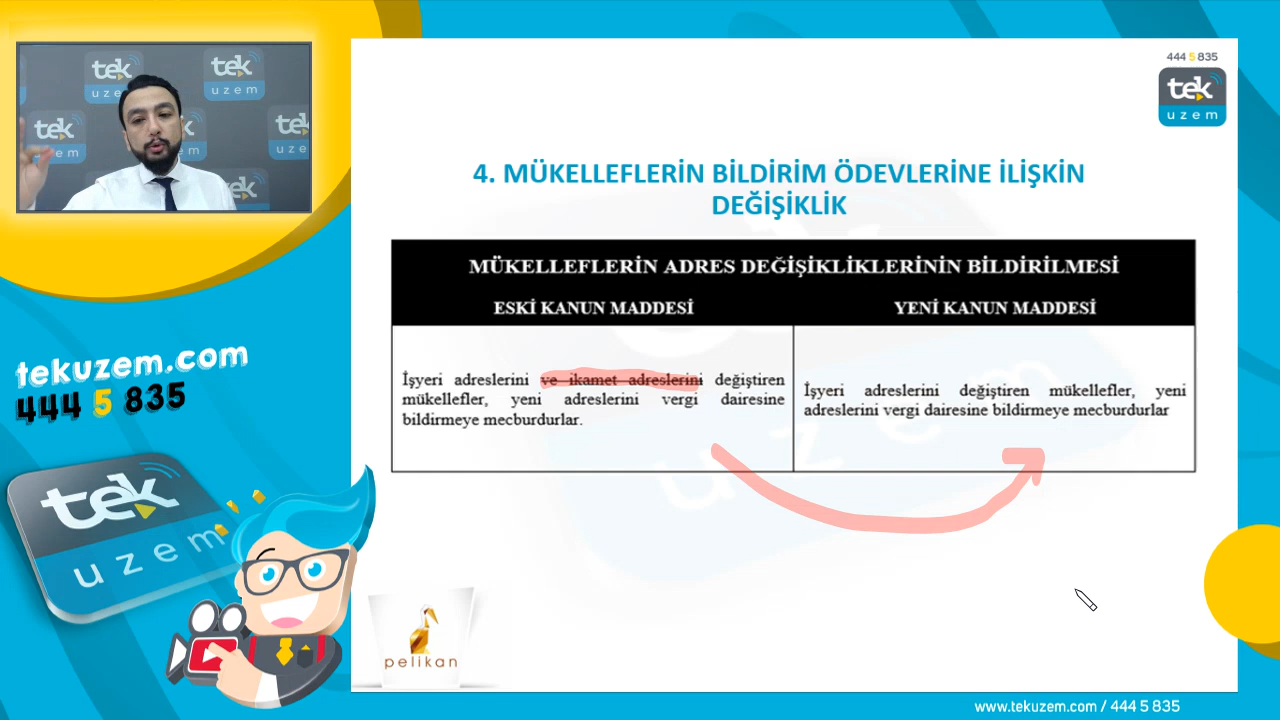 tek
uzem
tek
uzem
tek
em
tek
uze
tek
444 5 835
tek
uzem
4. MÜKELLEFLERİN BİLDİRİM ÖDEVLERİNE İLİŞKİN
DEĞİŞİKLİK
MÜKELLEFLERİN ADRES DEĞİŞİKLİKLERİNİN BİLDİRİLMESİ
ESKİ KANUN MADDESİ
YENİ KANUN MADDESİ
İşyeri adreslerini ve ikamet adreslerini değiştiren
mükellefler, yeni adreslerini vergi dairesine
bildirmeye mecburdurlar.
İşyeri adreslerini değiştiren mükellefler, yeni
adreslerini vergi dairesine bildirmeye mecburdurlar
uzem
tekuzem.com
444 5 835
tek
uzem
pelikan
www.tekuzem.com / 444 5 835